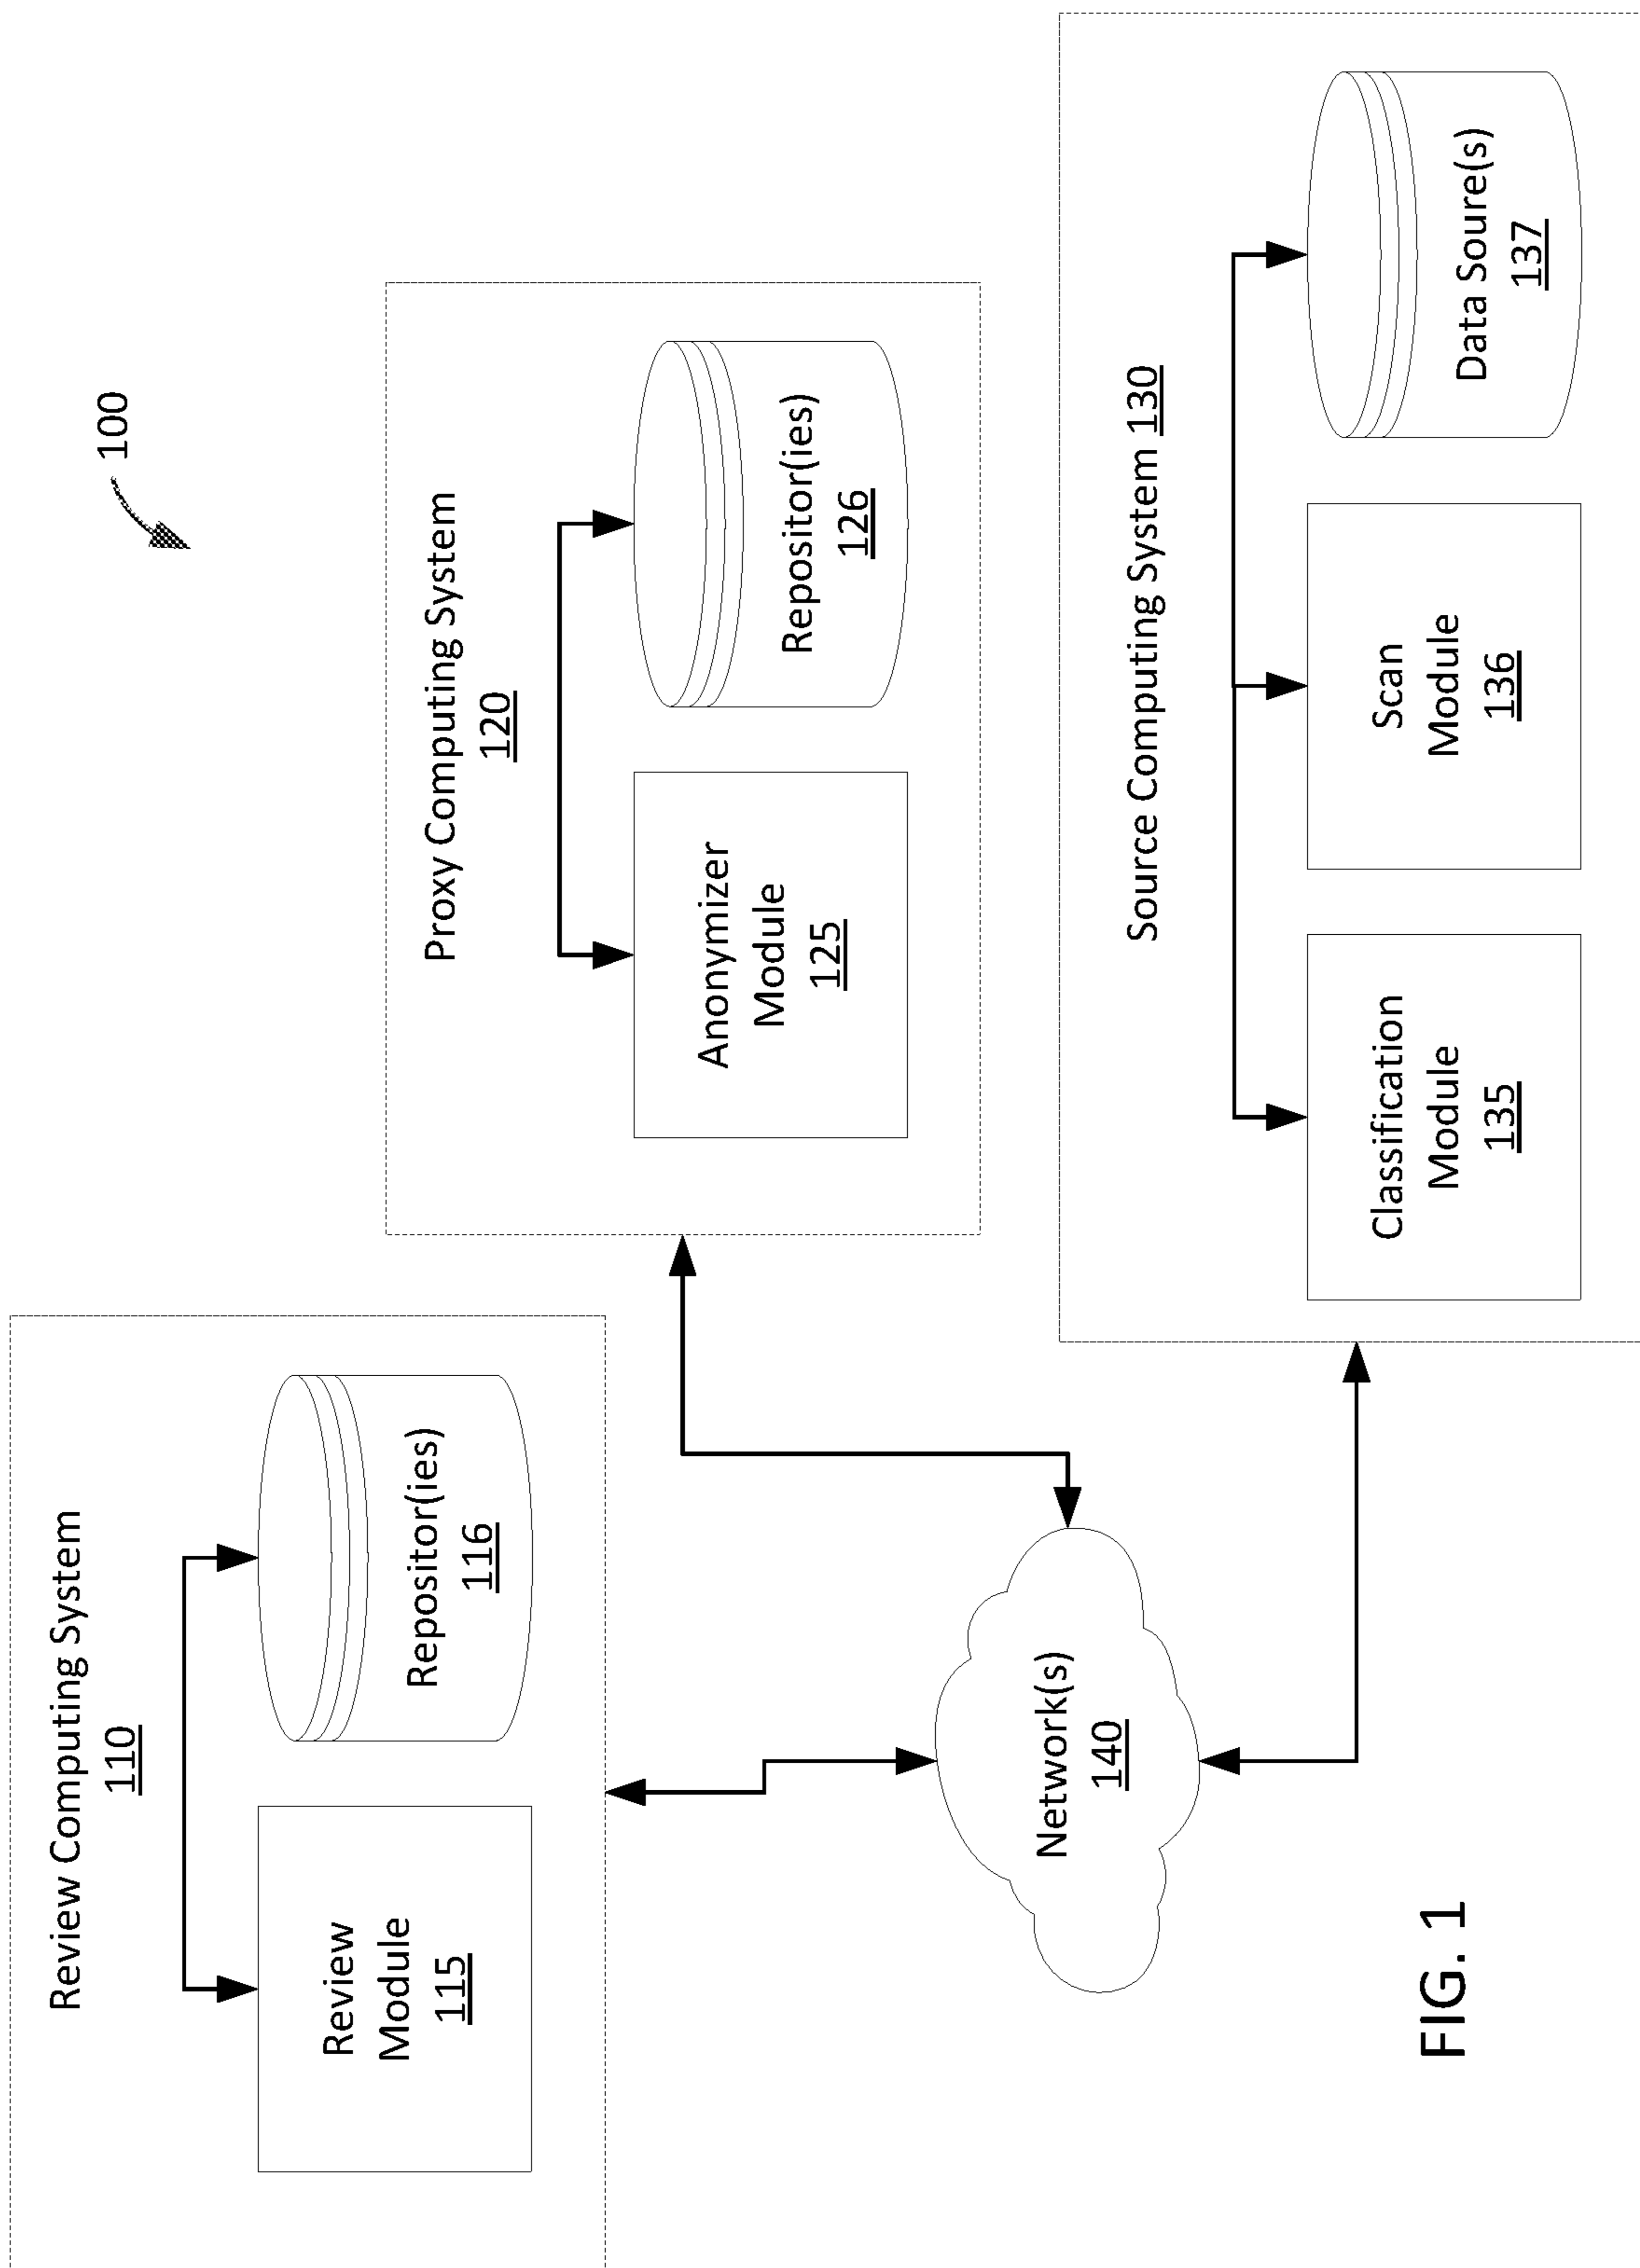 100
Review Computing System
110
Review
Module
115
Repositor(ies)
116
Proxy Computing System
120
Anonymizer
Module
125
Repositor(ies)
126
Network(s)
140
Source Computing System 130
Classification
Module
135
Scan
Module
136
Data Soure(s)
137
FIG. 1